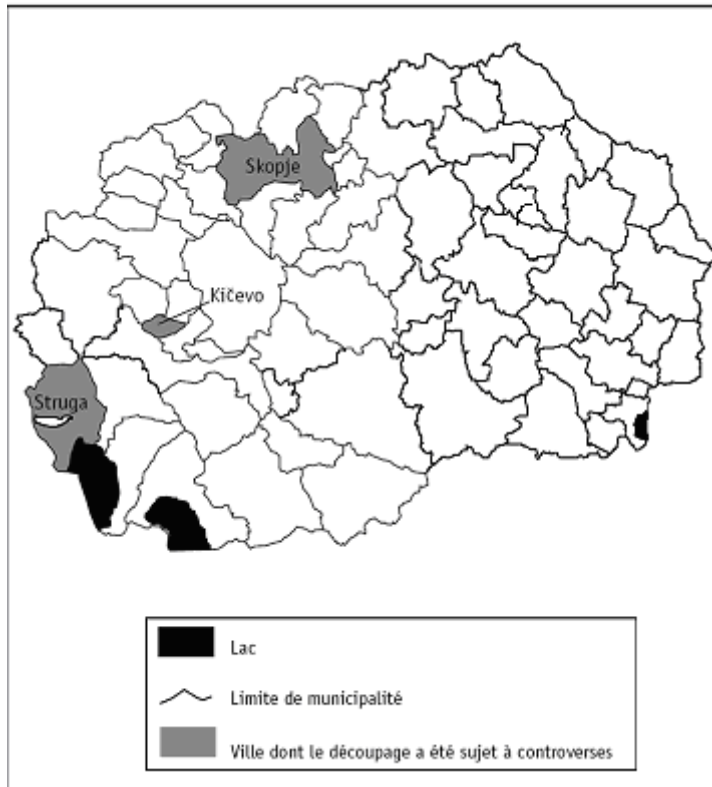 Skopje
Kičevo
Struga
Lac
Limite de municipalité
Ville dont le découpage a été sujet à controverses